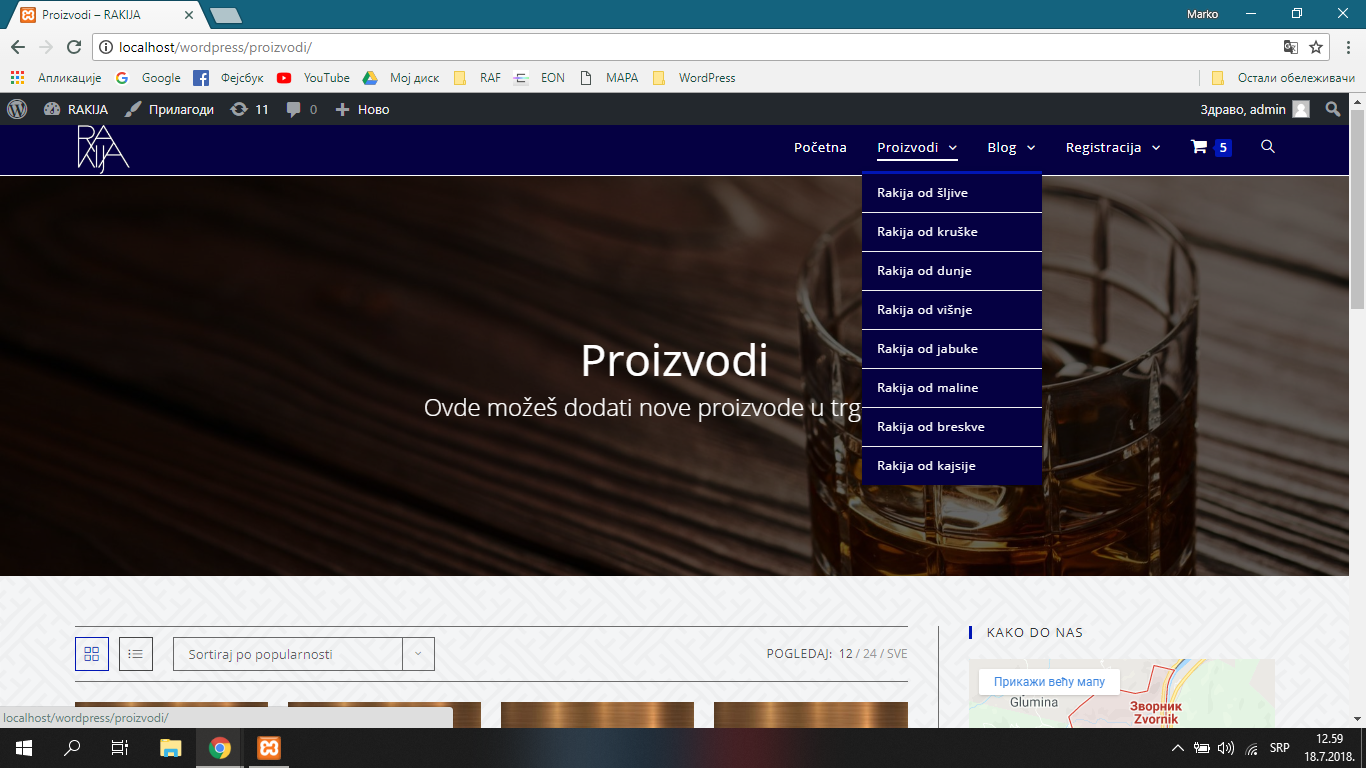 Proizvodi – RAKIJA
Marko
localhost/wordpress/proizvodi/
Апликације Google Фејсбук YouTube Мој диск RAF EON MAPA WordPress Остали обележивачи
RAKIJA Прилагоди 11 0 Ново Здраво, admin
RAKIJA
Početna Proizvodi Blog Registracija 5
Rakija od šljive
Rakija od kruške
Rakija od dunje
Rakija od višnje
Rakija od jabuke
Rakija od maline
Rakija od breskve
Rakija od kajsije
Proizvodi
Ovde možeš dodati nove proizvode u trg
KAKO DO NAS
Sortiraj po popularnosti
POGLEDAJ: 12 / 24 / SVE
Прикажи већу мапу
Glumina
Зворник
Zvornik
localhost/wordpress/proizvodi/
SRP
12.59
18.7.2018.